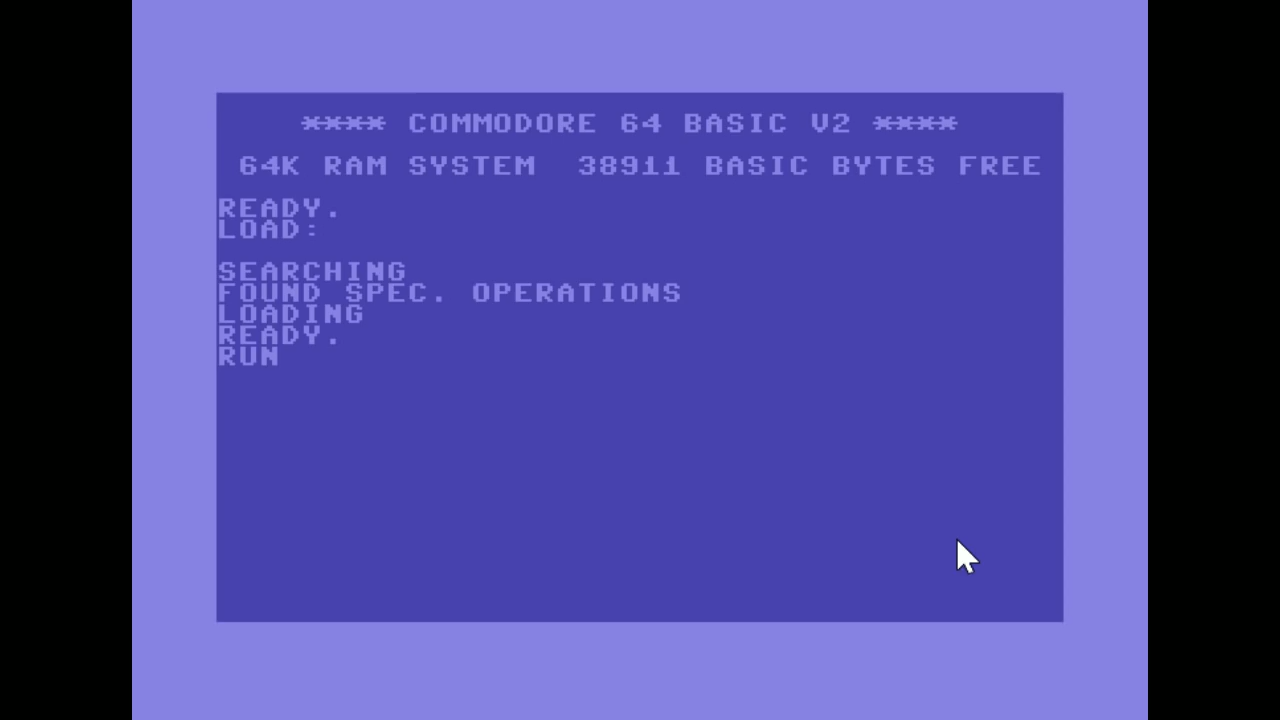 **** COMMODORE 64 BASIC V2 ****
64K RAM SYSTEM  38911 BASIC BYTES FREE
READY.
LOAD:
SEARCHING
FOUND SPEC. OPERATIONS
LOADING
READY.
RUN